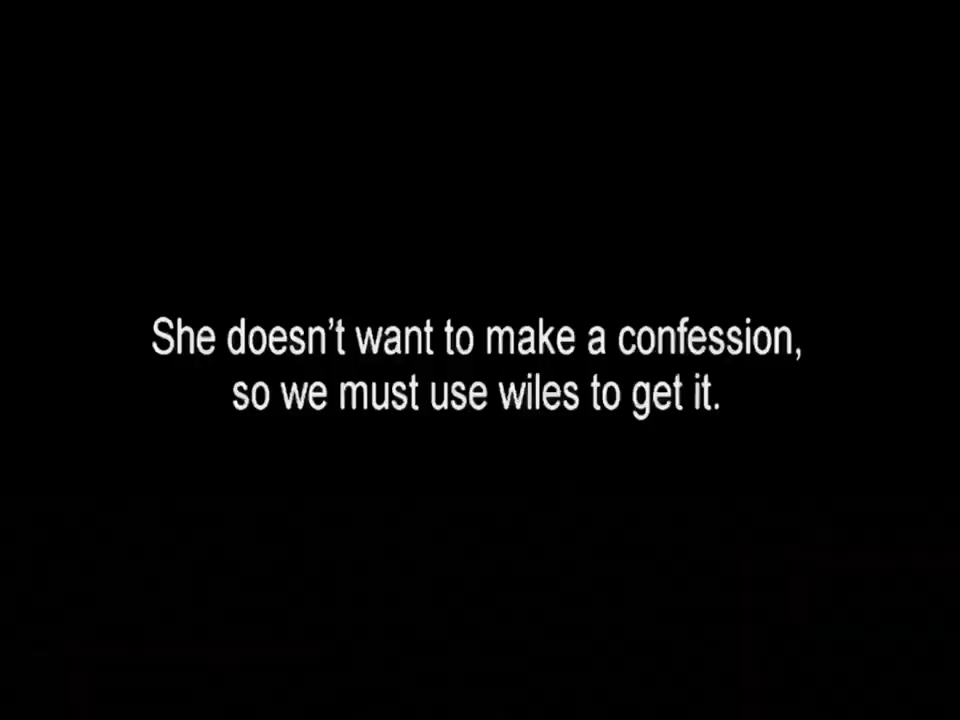 She doesn't want to make a confession,
so we must use wiles to get it.